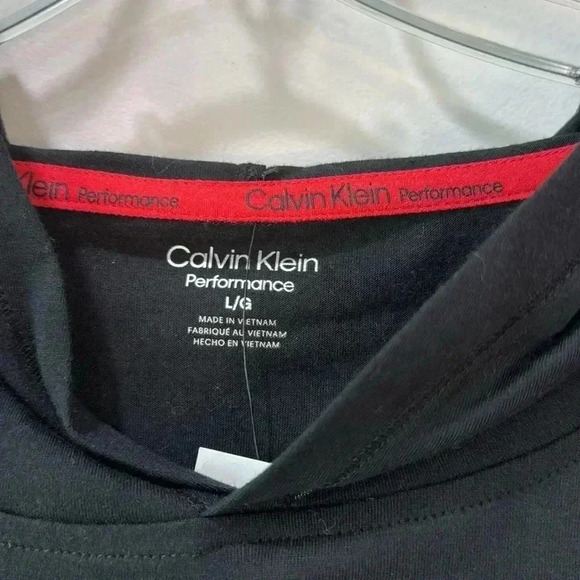 Klein Performance Calvin Klein Performance
Calvin Klein
Performance
L/G
MADE IN VIETNAM
FABRIQUÉ AU VIETNAM
HECHO EN VIETNAM